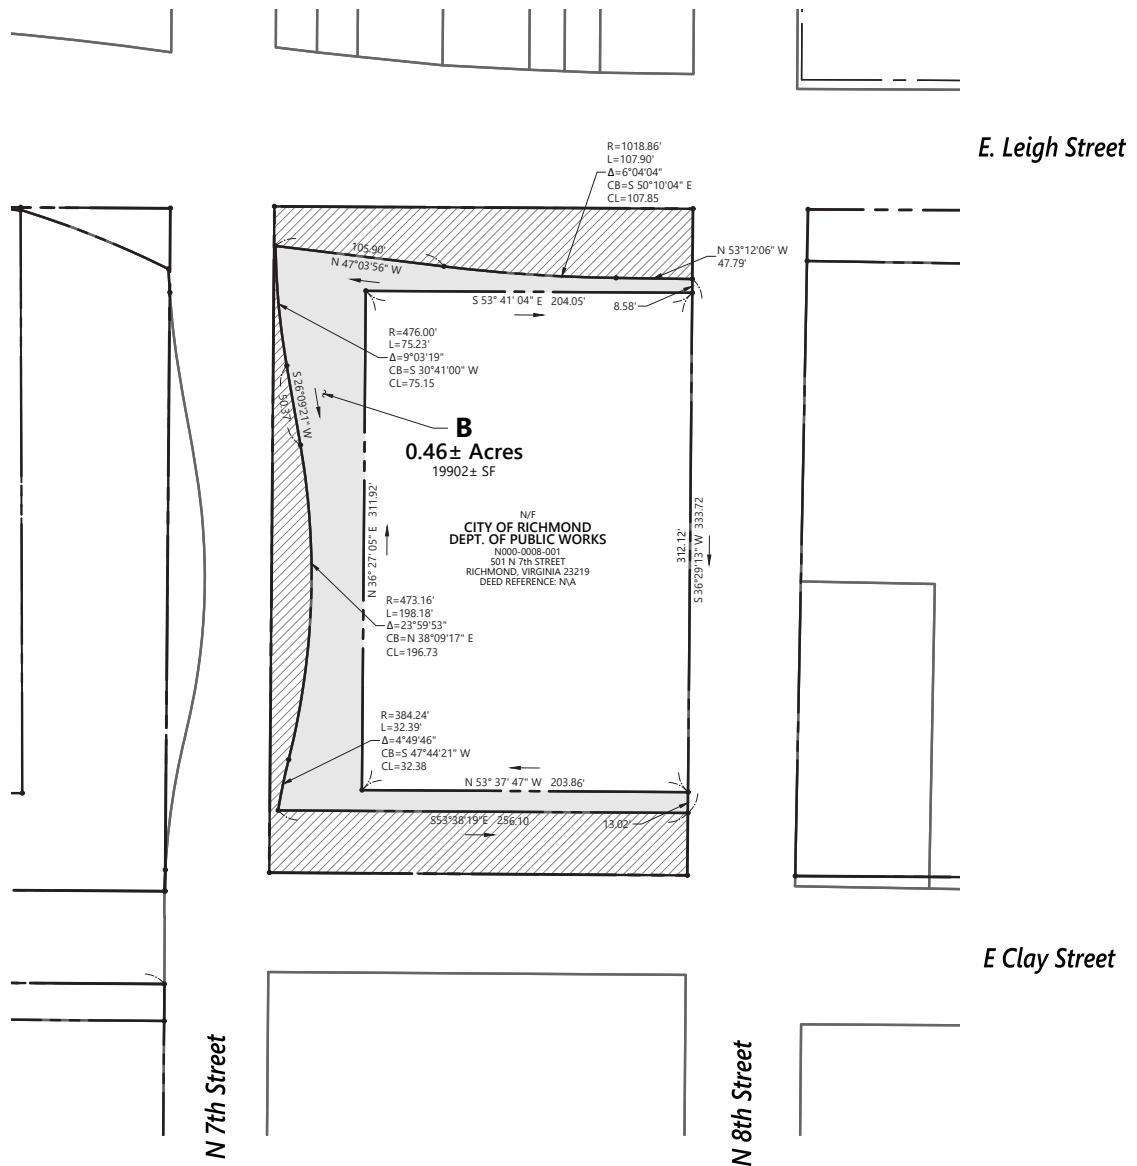 E. Leigh Street
R=1018.86'
L=107.90'
Δ=6°04'04"
CB=S 50°10'04" E
CL=107.85
105.90'
N 47°03'56" W
N 53°12'06" W
47.79'
S 53° 41' 04" E 204.05'
8.58'
R=476.00'
L=75.23'
Δ=9°03'19"
CB=S 30°41'00" W
CL=75.15
S 26°09'21" W
50.37'
B
0.46± Acres
19902± SF
N 36° 27' 05" E 311.92'
N/F
CITY OF RICHMOND
DEPT. OF PUBLIC WORKS
N000-0008-001
501 N 7th STREET
RICHMOND, VIRGINIA 23219
DEED REFERENCE: N\A
312.12'
S 36°29'13" W 333.72
R=473.16'
L=198.18'
Δ=23°59'53"
CB=N 38°09'17" E
CL=196.73
R=384.24'
L=32.39'
Δ=4°49'46"
CB=S 47°44'21" W
CL=32.38
N 53° 37' 47" W 203.86'
S53°38'19"E 256.10
13.02'
E Clay Street
N 7th Street
N 8th Street